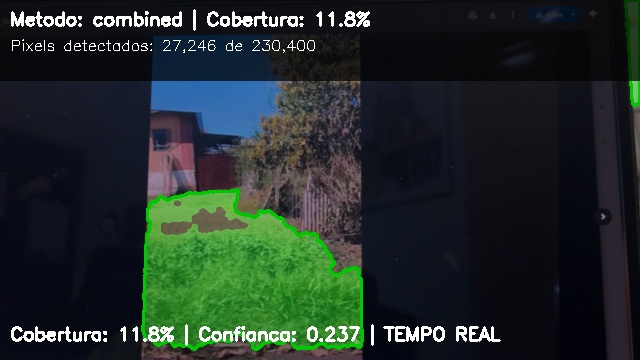 Metodo: combined | Cobertura: 11.8%
Pixels detectados: 27,246 de 230,400
Cobertura: 11.8% | Confianca: 0.237 | TEMPO REAL